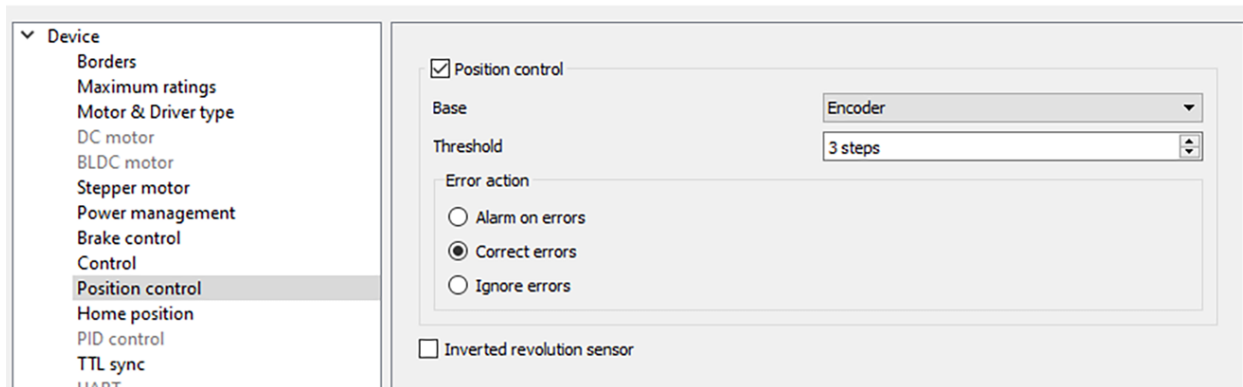 Device
Borders
Maximum ratings
Motor & Driver type
DC motor
BLDC motor
Stepper motor
Power management
Brake control
Control
Position control
Home position
PID control
TTL sync
Position control
Base
Encoder
Threshold
3 steps
Error action
Alarm on errors
Correct errors
Ignore errors
Inverted revolution sensor